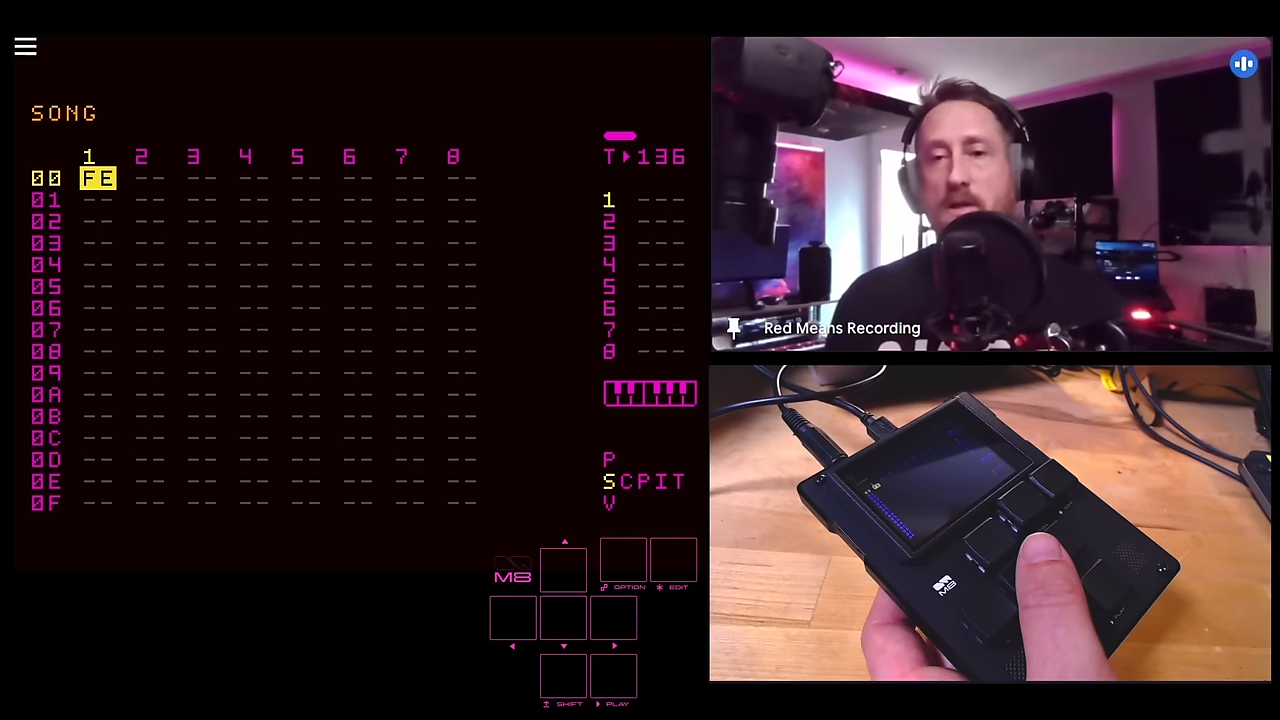 SONG
1 2 3 4 5 6 7 8
00 FE -- -- -- -- -- -- --
01 -- -- -- -- -- -- -- --
02 -- -- -- -- -- -- -- --
03 -- -- -- -- -- -- -- --
04 -- -- -- -- -- -- -- --
05 -- -- -- -- -- -- -- --
06 -- -- -- -- -- -- -- --
07 -- -- -- -- -- -- -- --
08 -- -- -- -- -- -- -- --
09 -- -- -- -- -- -- -- --
0A -- -- -- -- -- -- -- --
0B -- -- -- -- -- -- -- --
0C -- -- -- -- -- -- -- --
0D -- -- -- -- -- -- -- --
0E -- -- -- -- -- -- -- --
0F -- -- -- -- -- -- -- --
T▸136
1 ---
2 ---
3 ---
4 ---
5 ---
6 ---
7 ---
8 ---
P
SCPIT
V
M8
OPTION
EDIT
SHIFT
PLAY
Red Means Recording
M8